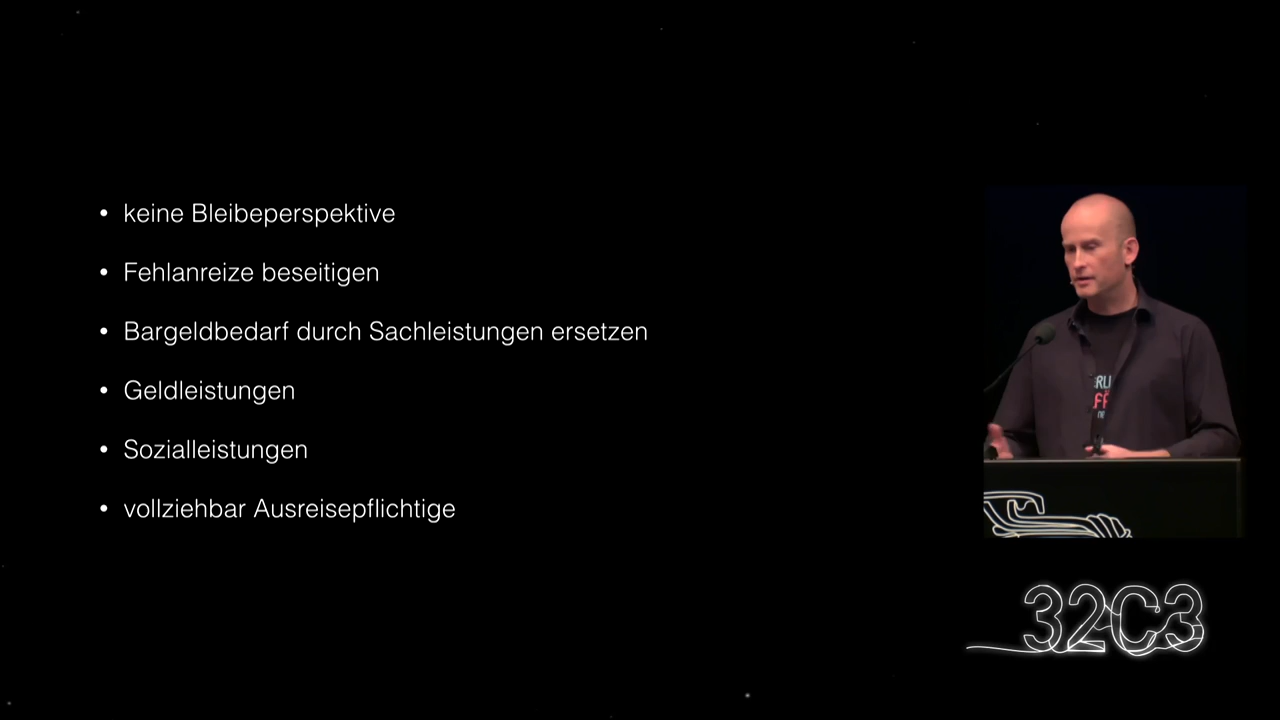 • keine Bleibeperspektive
• Fehlanreize beseitigen
• Bargeldbedarf durch Sachleistungen ersetzen
• Geldleistungen
• Sozialleistungen
• vollziehbar Ausreisepflichtige
32C3